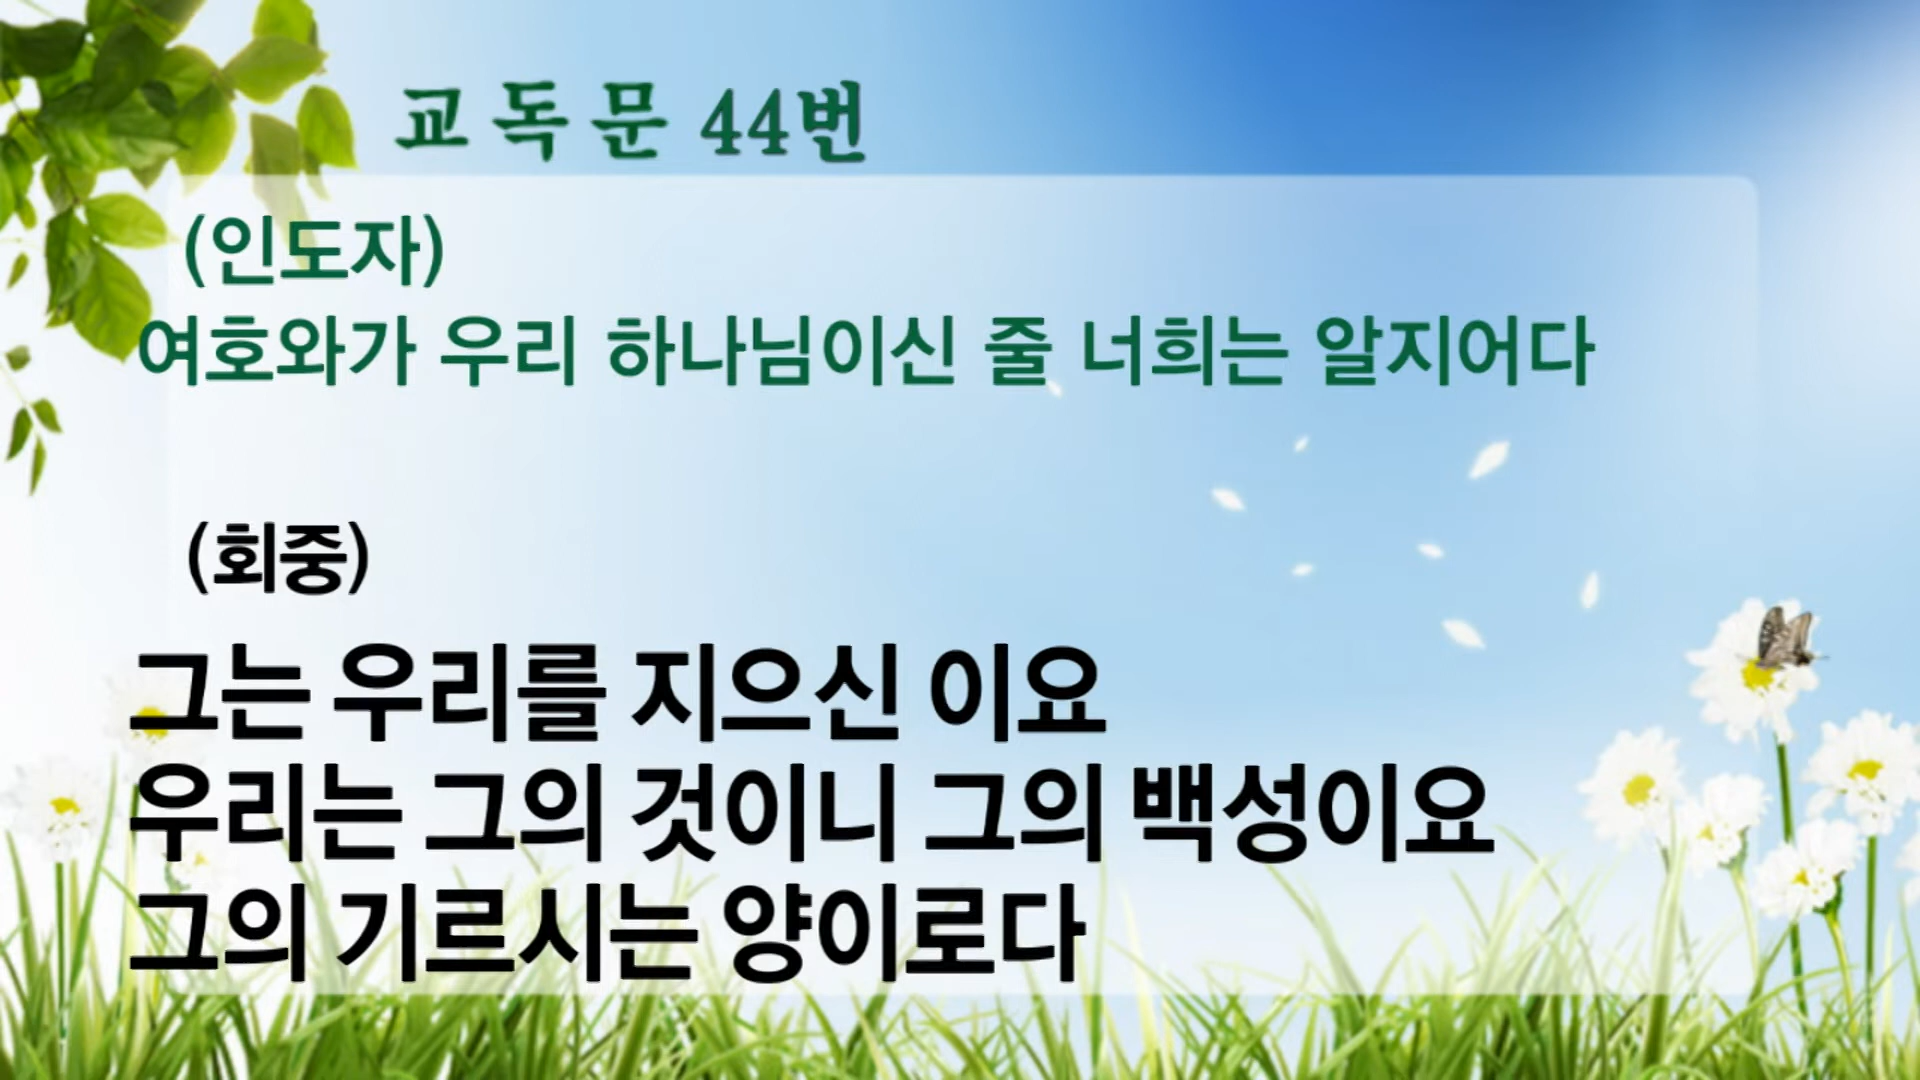 교독문 44번
(인도자)
여호와가 우리 하나님이신 줄 너희는 알지어다
(회중)
그는 우리를 지으신 이요
우리는 그의 것이니 그의 백성이요
그의 기르시는 양이로다